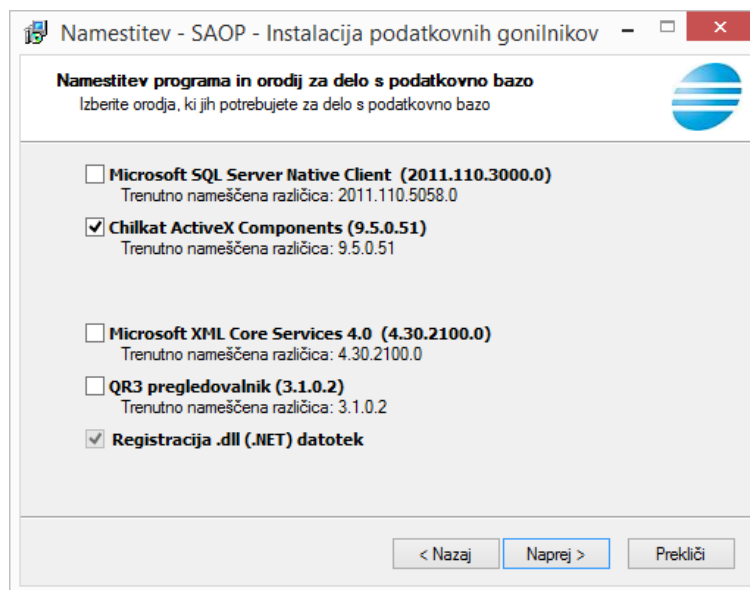 Namestitev - SAOP - Instalacija podatkovnih gonilnikov
Namestitev programa in orodij za delo s podatkovno bazo
Izberite orodja, ki jih potrebujete za delo s podatkovno bazo
Microsoft SQL Server Native Client (2011.110.3000.0)
Trenutno nameščena različica: 2011.110.5058.0
Chilkat ActiveX Components (9.5.0.51)
Trenutno nameščena različica: 9.5.0.51
Microsoft XML Core Services 4.0 (4.30.2100.0)
Trenutno nameščena različica: 4.30.2100.0
QR3 pregledovalnik (3.1.0.2)
Trenutno nameščena različica: 3.1.0.2
Registracija .dll (.NET) datotek
< Nazaj Naprej > Prekliči